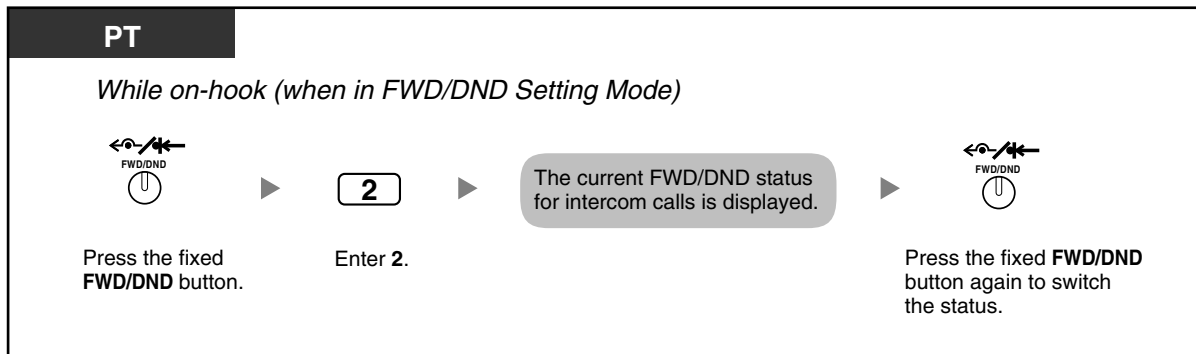 PT
While on-hook (when in FWD/DND Setting Mode)
FWD/DND
2
The current FWD/DND status
for intercom calls is displayed.
FWD/DND
Press the fixed
FWD/DND button.
Enter 2.
Press the fixed FWD/DND
button again to switch
the status.